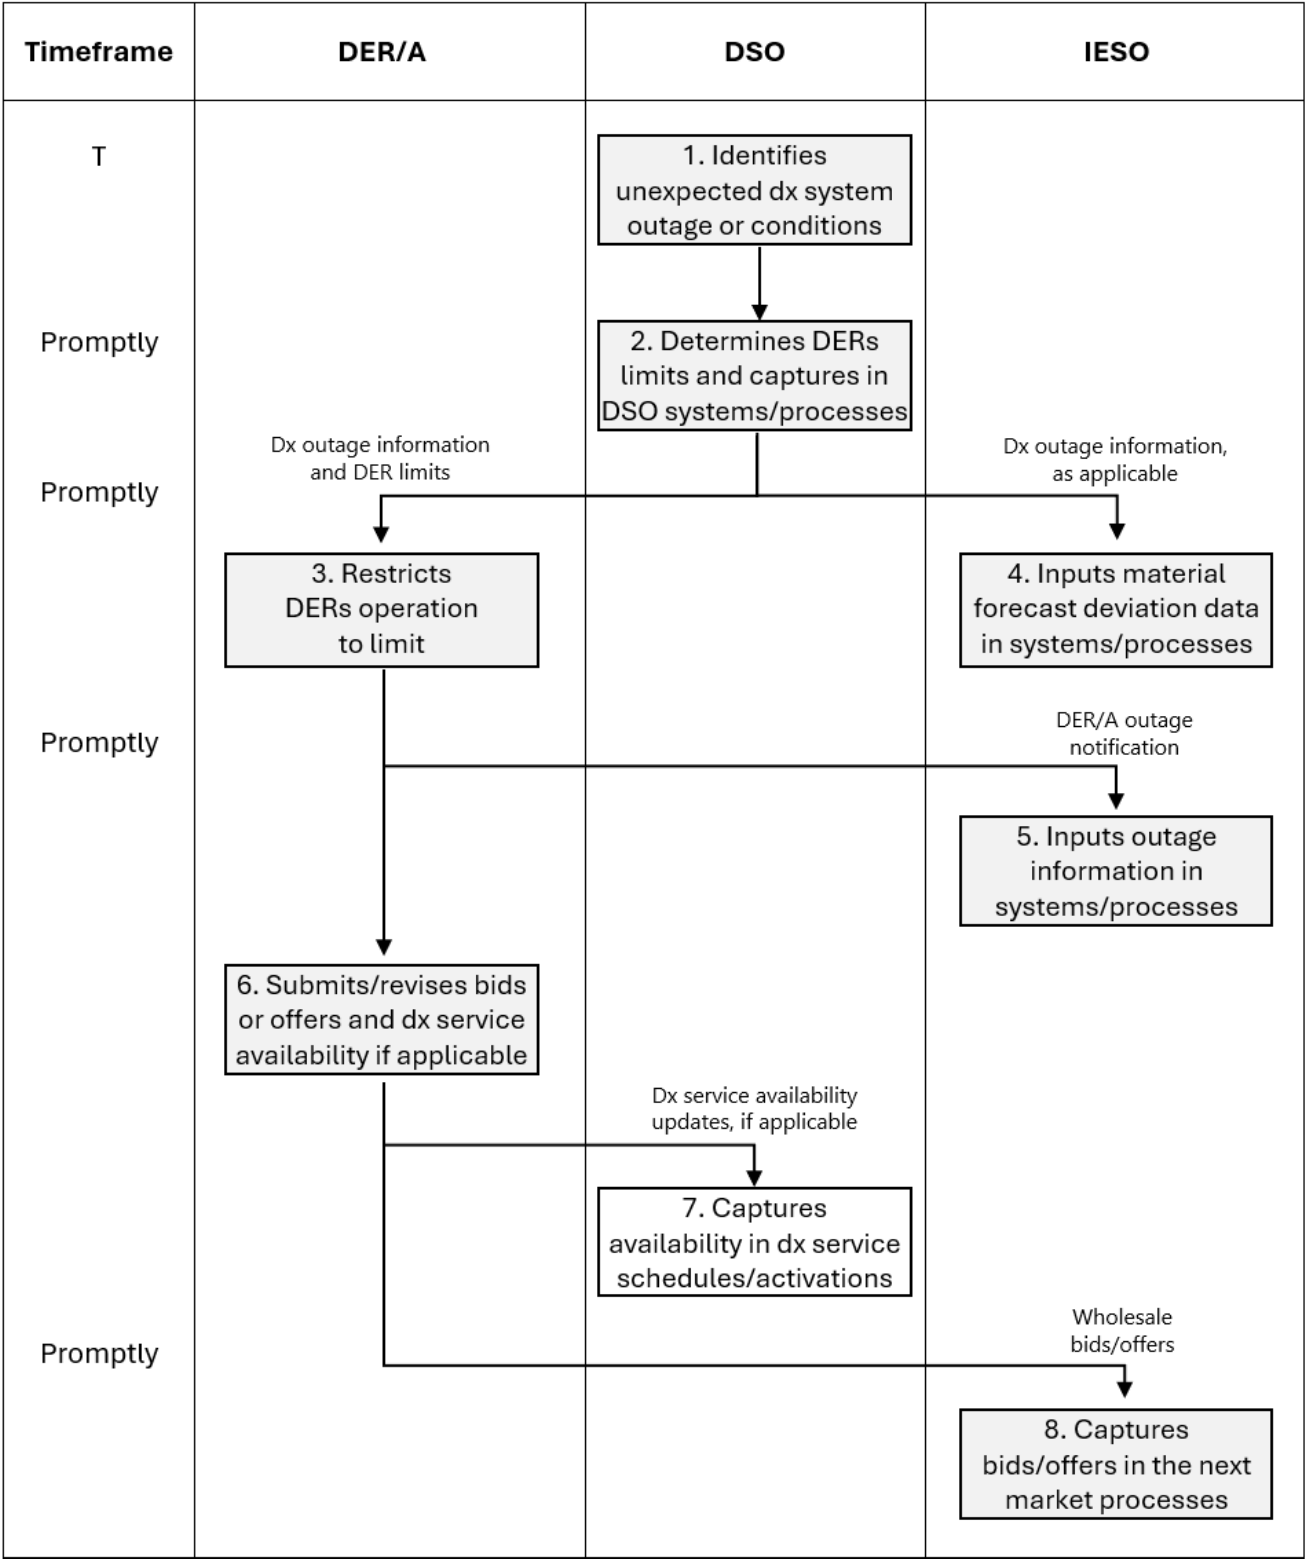 Timeframe
DER/A
DSO
IESO
T
1. Identifies
unexpected dx system
outage or conditions
Promptly
2. Determines DERs
limits and captures in
DSO systems/processes
Dx outage information
and DER limits
Dx outage information,
as applicable
Promptly
3. Restricts
DERs operation
to limit
4. Inputs material
forecast deviation data
in systems/processes
Promptly
DER/A outage
notification
5. Inputs outage
information in
systems/processes
6. Submits/revises bids
or offers and dx service
availability if applicable
Dx service availability
updates, if applicable
7. Captures
availability in dx service
schedules/activations
Promptly
Wholesale
bids/offers
8. Captures
bids/offers in the next
market processes